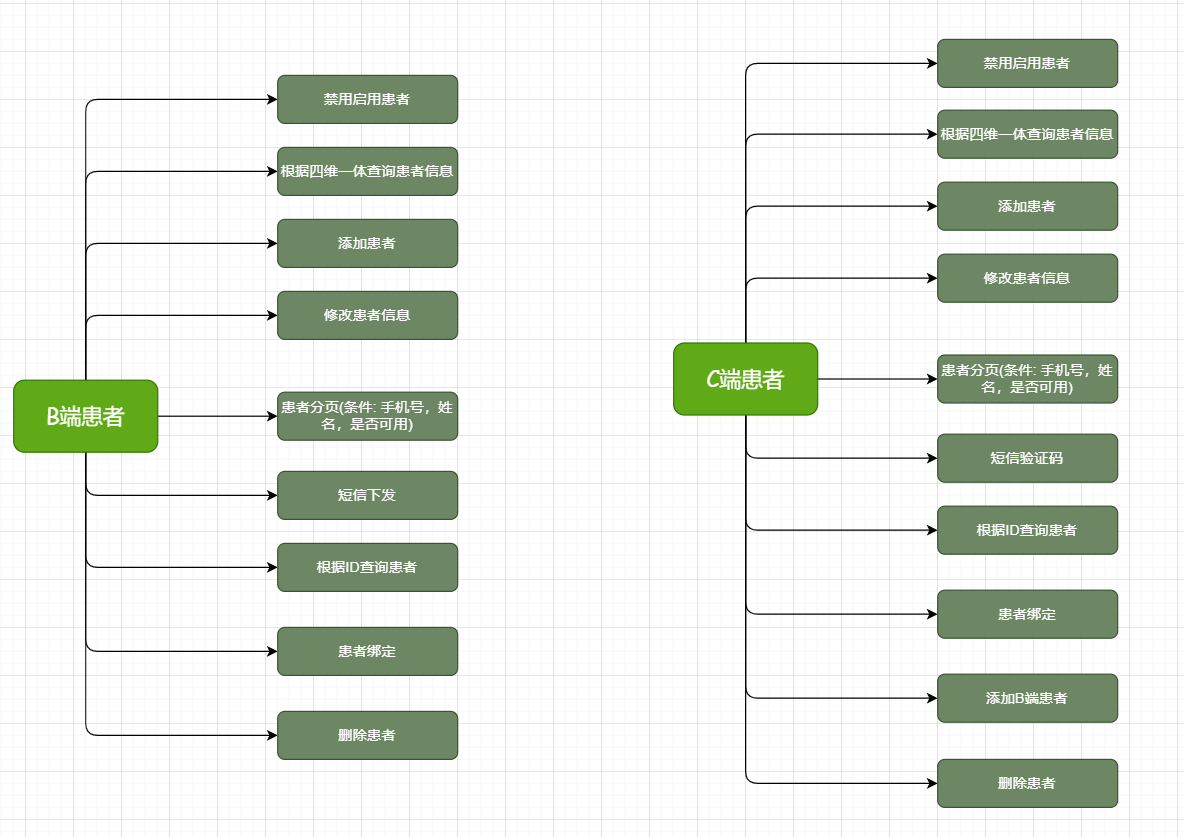 禁用启用患者
根据四维一体查询患者信息
添加患者
修改患者信息
B端患者
患者分页(条件: 手机号，姓
名，是否可用)
短信下发
根据ID查询患者
患者绑定
删除患者
禁用启用患者
根据四维一体查询患者信息
添加患者
修改患者信息
C端患者
患者分页(条件: 手机号，姓
名，是否可用)
短信验证码
根据ID查询患者
患者绑定
添加B端患者
删除患者